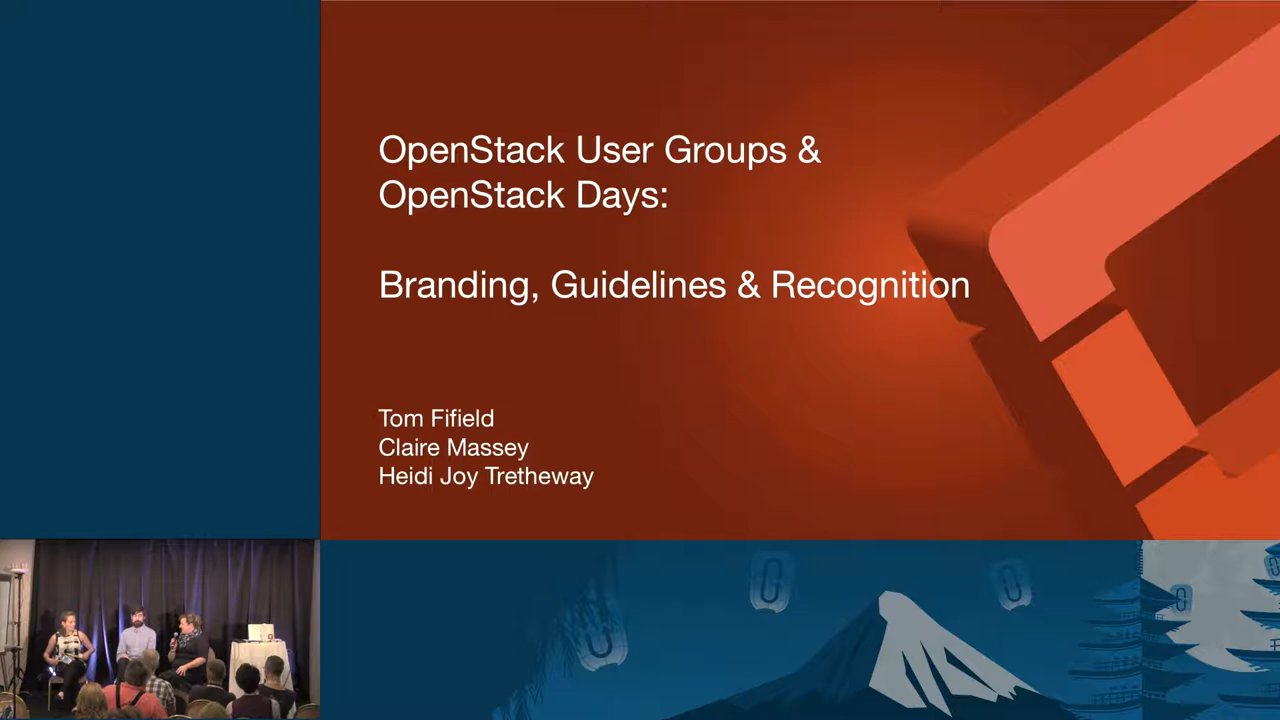 OpenStack User Groups &
OpenStack Days:
Branding, Guidelines & Recognition
Tom Fifield
Claire Massey
Heidi Joy Tretheway